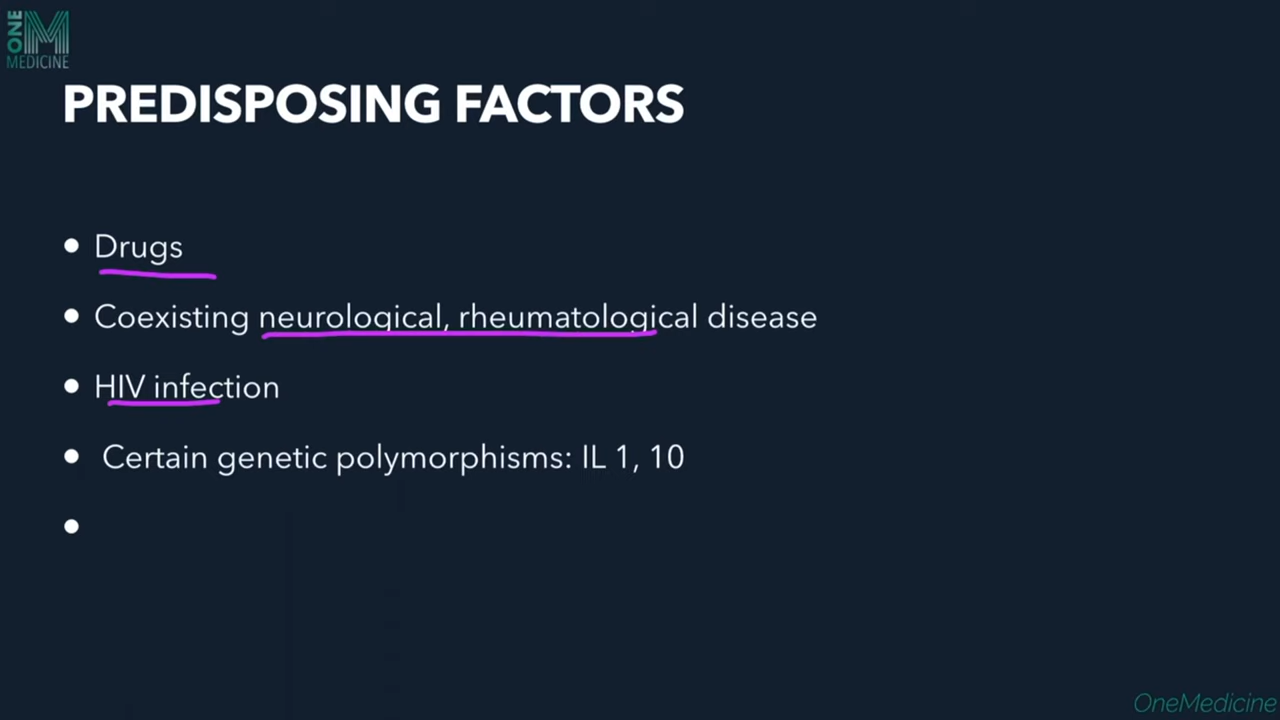 ONE
M
MEDICINE
PREDISPOSING FACTORS
• Drugs
• Coexisting neurological, rheumatological disease
• HIV infection
• Certain genetic polymorphisms: IL 1, 10
•
OneMedicine